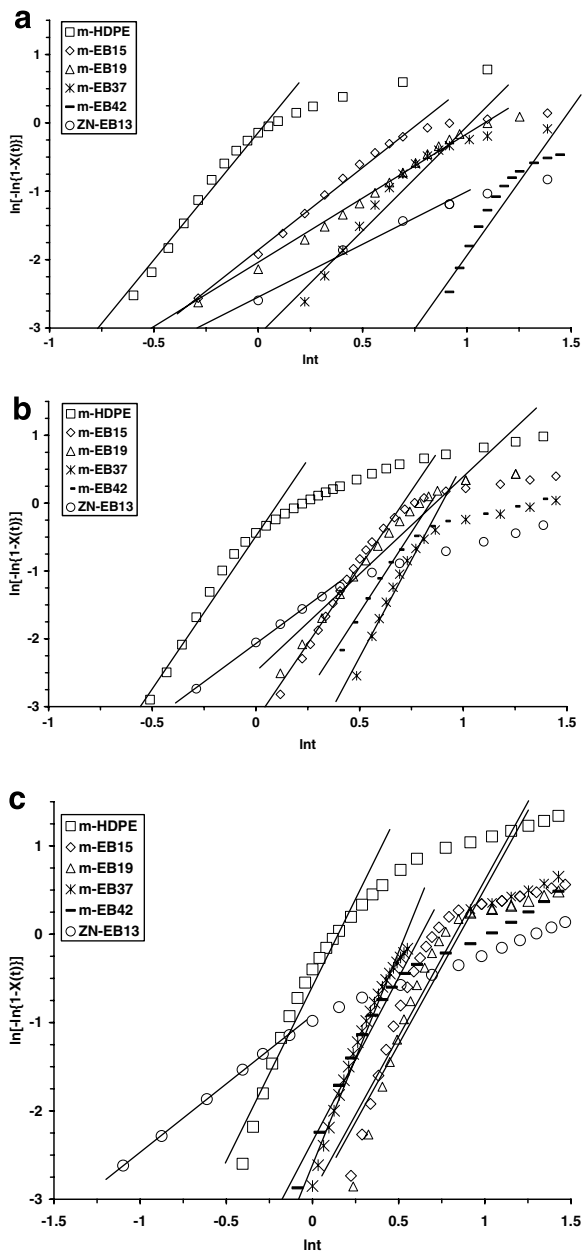 a
m-HDPE
m-EB15
m-EB19
m-EB37
m-EB42
ZN-EB13
ln[-ln{1-X(t)}]
1
0
-1
-2
-3
-1 -0.5 0 0.5 1 1.5
lnt
b
m-HDPE
m-EB15
m-EB19
m-EB37
m-EB42
ZN-EB13
ln[-ln{1-X(t)}]
1
0
-1
-2
-3
-1 -0.5 0 0.5 1 1.5
lnt
c
m-HDPE
m-EB15
m-EB19
m-EB37
m-EB42
ZN-EB13
ln[-ln{1-X(t)}]
1
0
-1
-2
-3
-1.5 -1 -0.5 0.0 0.5 1 1.5
lnt